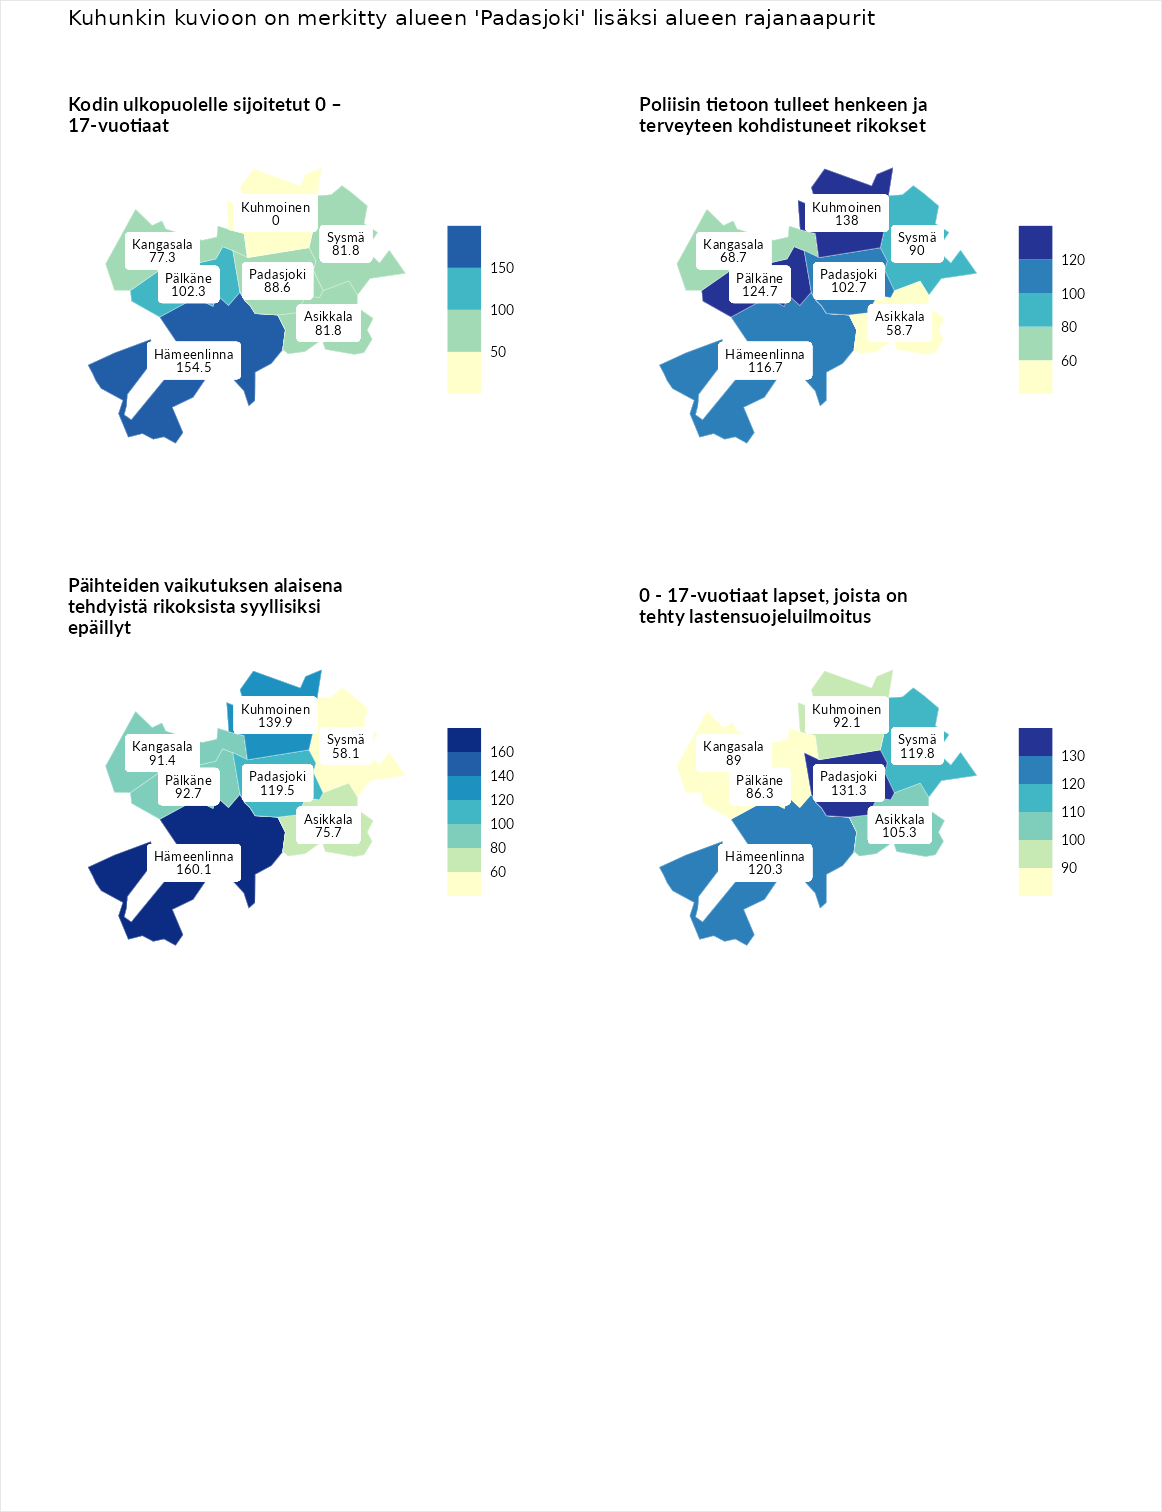 Kuhunkin kuvioon on merkitty alueen 'Padasjoki' lisäksi alueen rajanaapurit
Kodin ulkopuolelle sijoitetut 0 –
17-vuotiaat
Kuhmoinen
0
Sysmä
81.8
Kangasala
77.3
Pälkäne
102.3
Padasjoki
88.6
Asikkala
81.8
Hämeenlinna
154.5
150
100
50
Poliisin tietoon tulleet henkeen ja
terveyteen kohdistuneet rikokset
Kuhmoinen
138
Sysmä
90
Kangasala
68.7
Pälkäne
124.7
Padasjoki
102.7
Asikkala
58.7
Hämeenlinna
116.7
120
100
80
60
Päihteiden vaikutuksen alaisena
tehdyistä rikoksista syyllisiksi
epäillyt
Kuhmoinen
139.9
Sysmä
58.1
Kangasala
91.4
Pälkäne
92.7
Padasjoki
119.5
Asikkala
75.7
Hämeenlinna
160.1
160
140
120
100
80
60
0 - 17-vuotiaat lapset, joista on
tehty lastensuojeluilmoitus
Kuhmoinen
92.1
Sysmä
119.8
Kangasala
89
Pälkäne
86.3
Padasjoki
131.3
Asikkala
105.3
Hämeenlinna
120.3
130
120
110
100
90